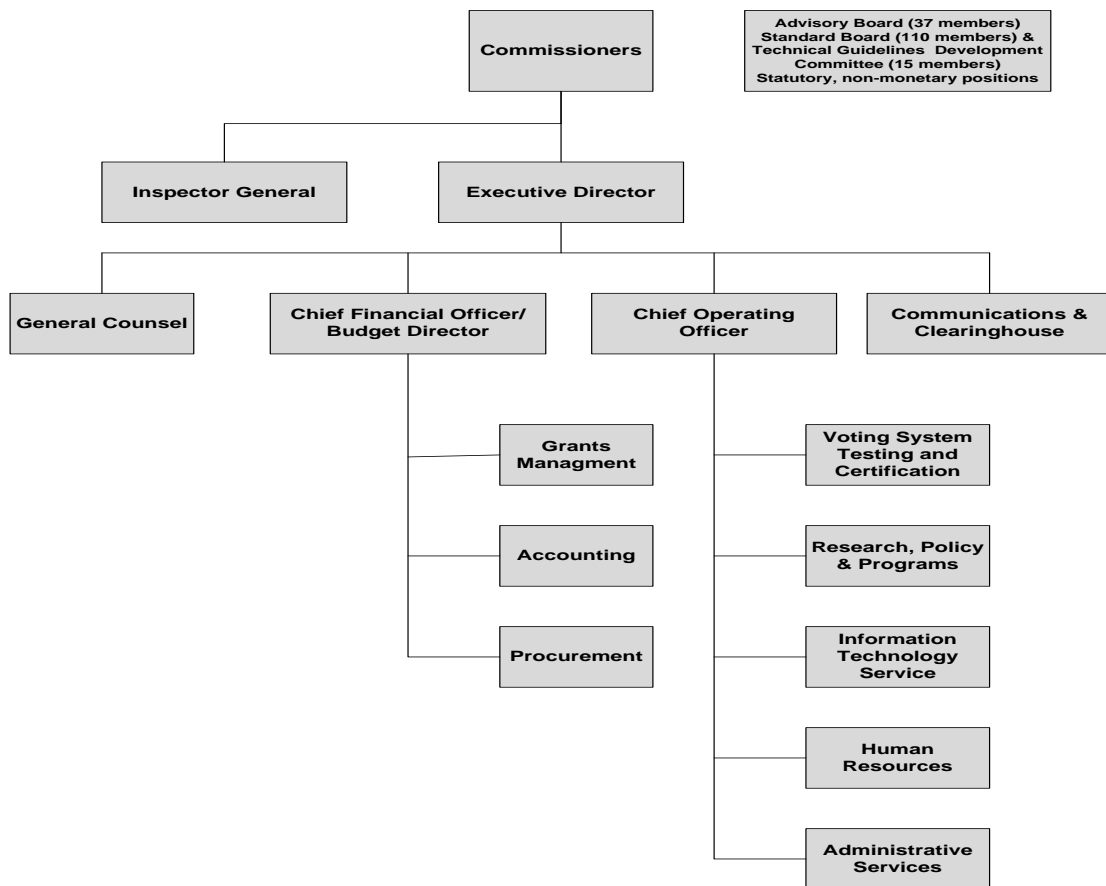 Commissioners
Advisory Board (37 members)
Standard Board (110 members) &
Technical Guidelines Development
Committee (15 members)
Statutory, non-monetary positions
Inspector General
Executive Director
General Counsel
Chief Financial Officer/
Budget Director
Chief Operating
Officer
Communications &
Clearinghouse
Grants
Managment
Voting System
Testing and
Certification
Accounting
Research, Policy
& Programs
Procurement
Information
Technology
Service
Human
Resources
Administrative
Services